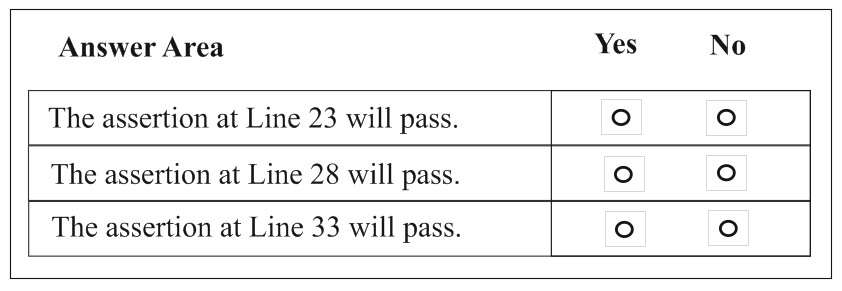 Answer Area Yes No
The assertion at Line 23 will pass.
The assertion at Line 28 will pass.
The assertion at Line 33 will pass.